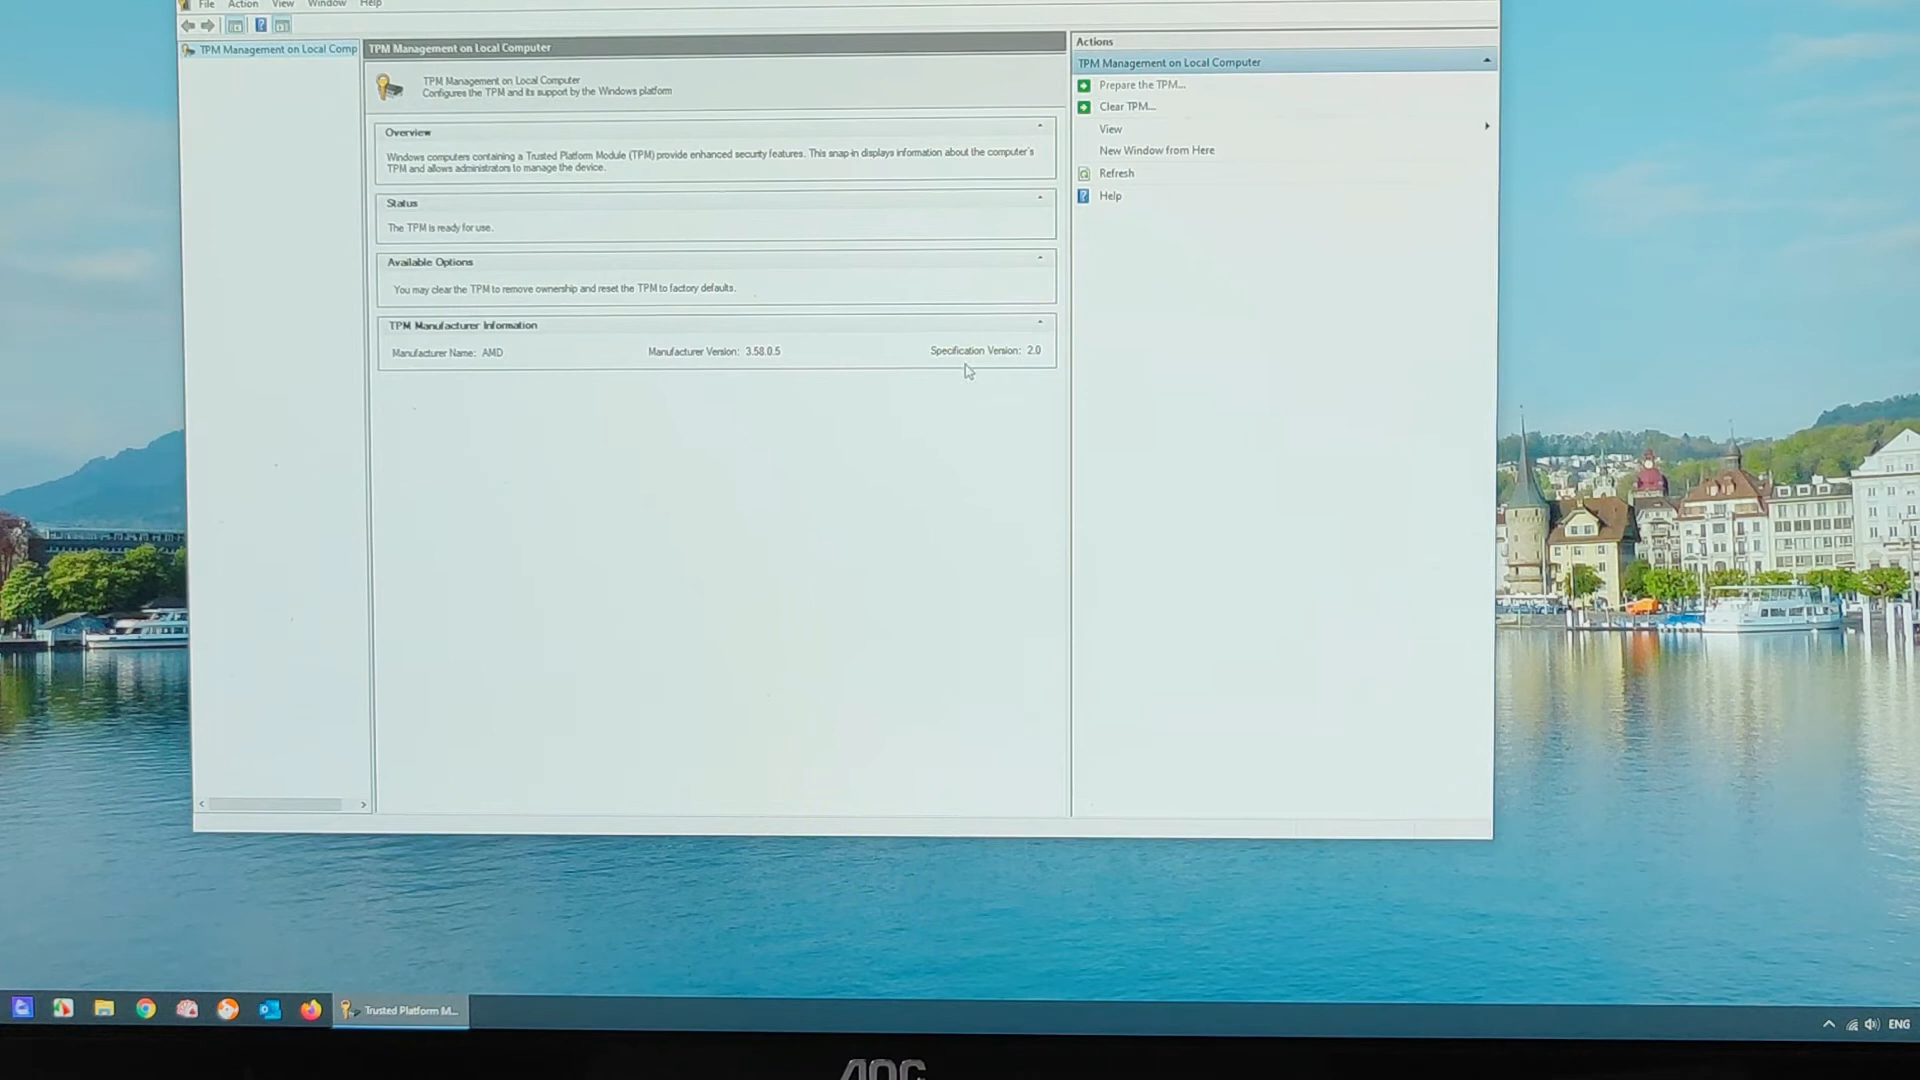 File Action View Window Help
TPM Management on Local Comp
TPM Management on Local Computer
TPM Management on Local Computer
Configures the TPM and its support by the Windows platform
Overview
Windows computers containing a Trusted Platform Module (TPM) provide enhanced security features. This snap-in displays information about the computer's
TPM and allows administrators to manage the device.
Status
The TPM is ready for use.
Available Options
You may clear the TPM to remove ownership and reset the TPM to factory defaults.
TPM Manufacturer Information
Manufacturer Name: AMD Manufacturer Version: 3.58.0.5 Specification Version: 2.0
Actions
TPM Management on Local Computer
Prepare the TPM...
Clear TPM...
View
New Window from Here
Refresh
Help
Trusted Platform M...
ENG
AOC